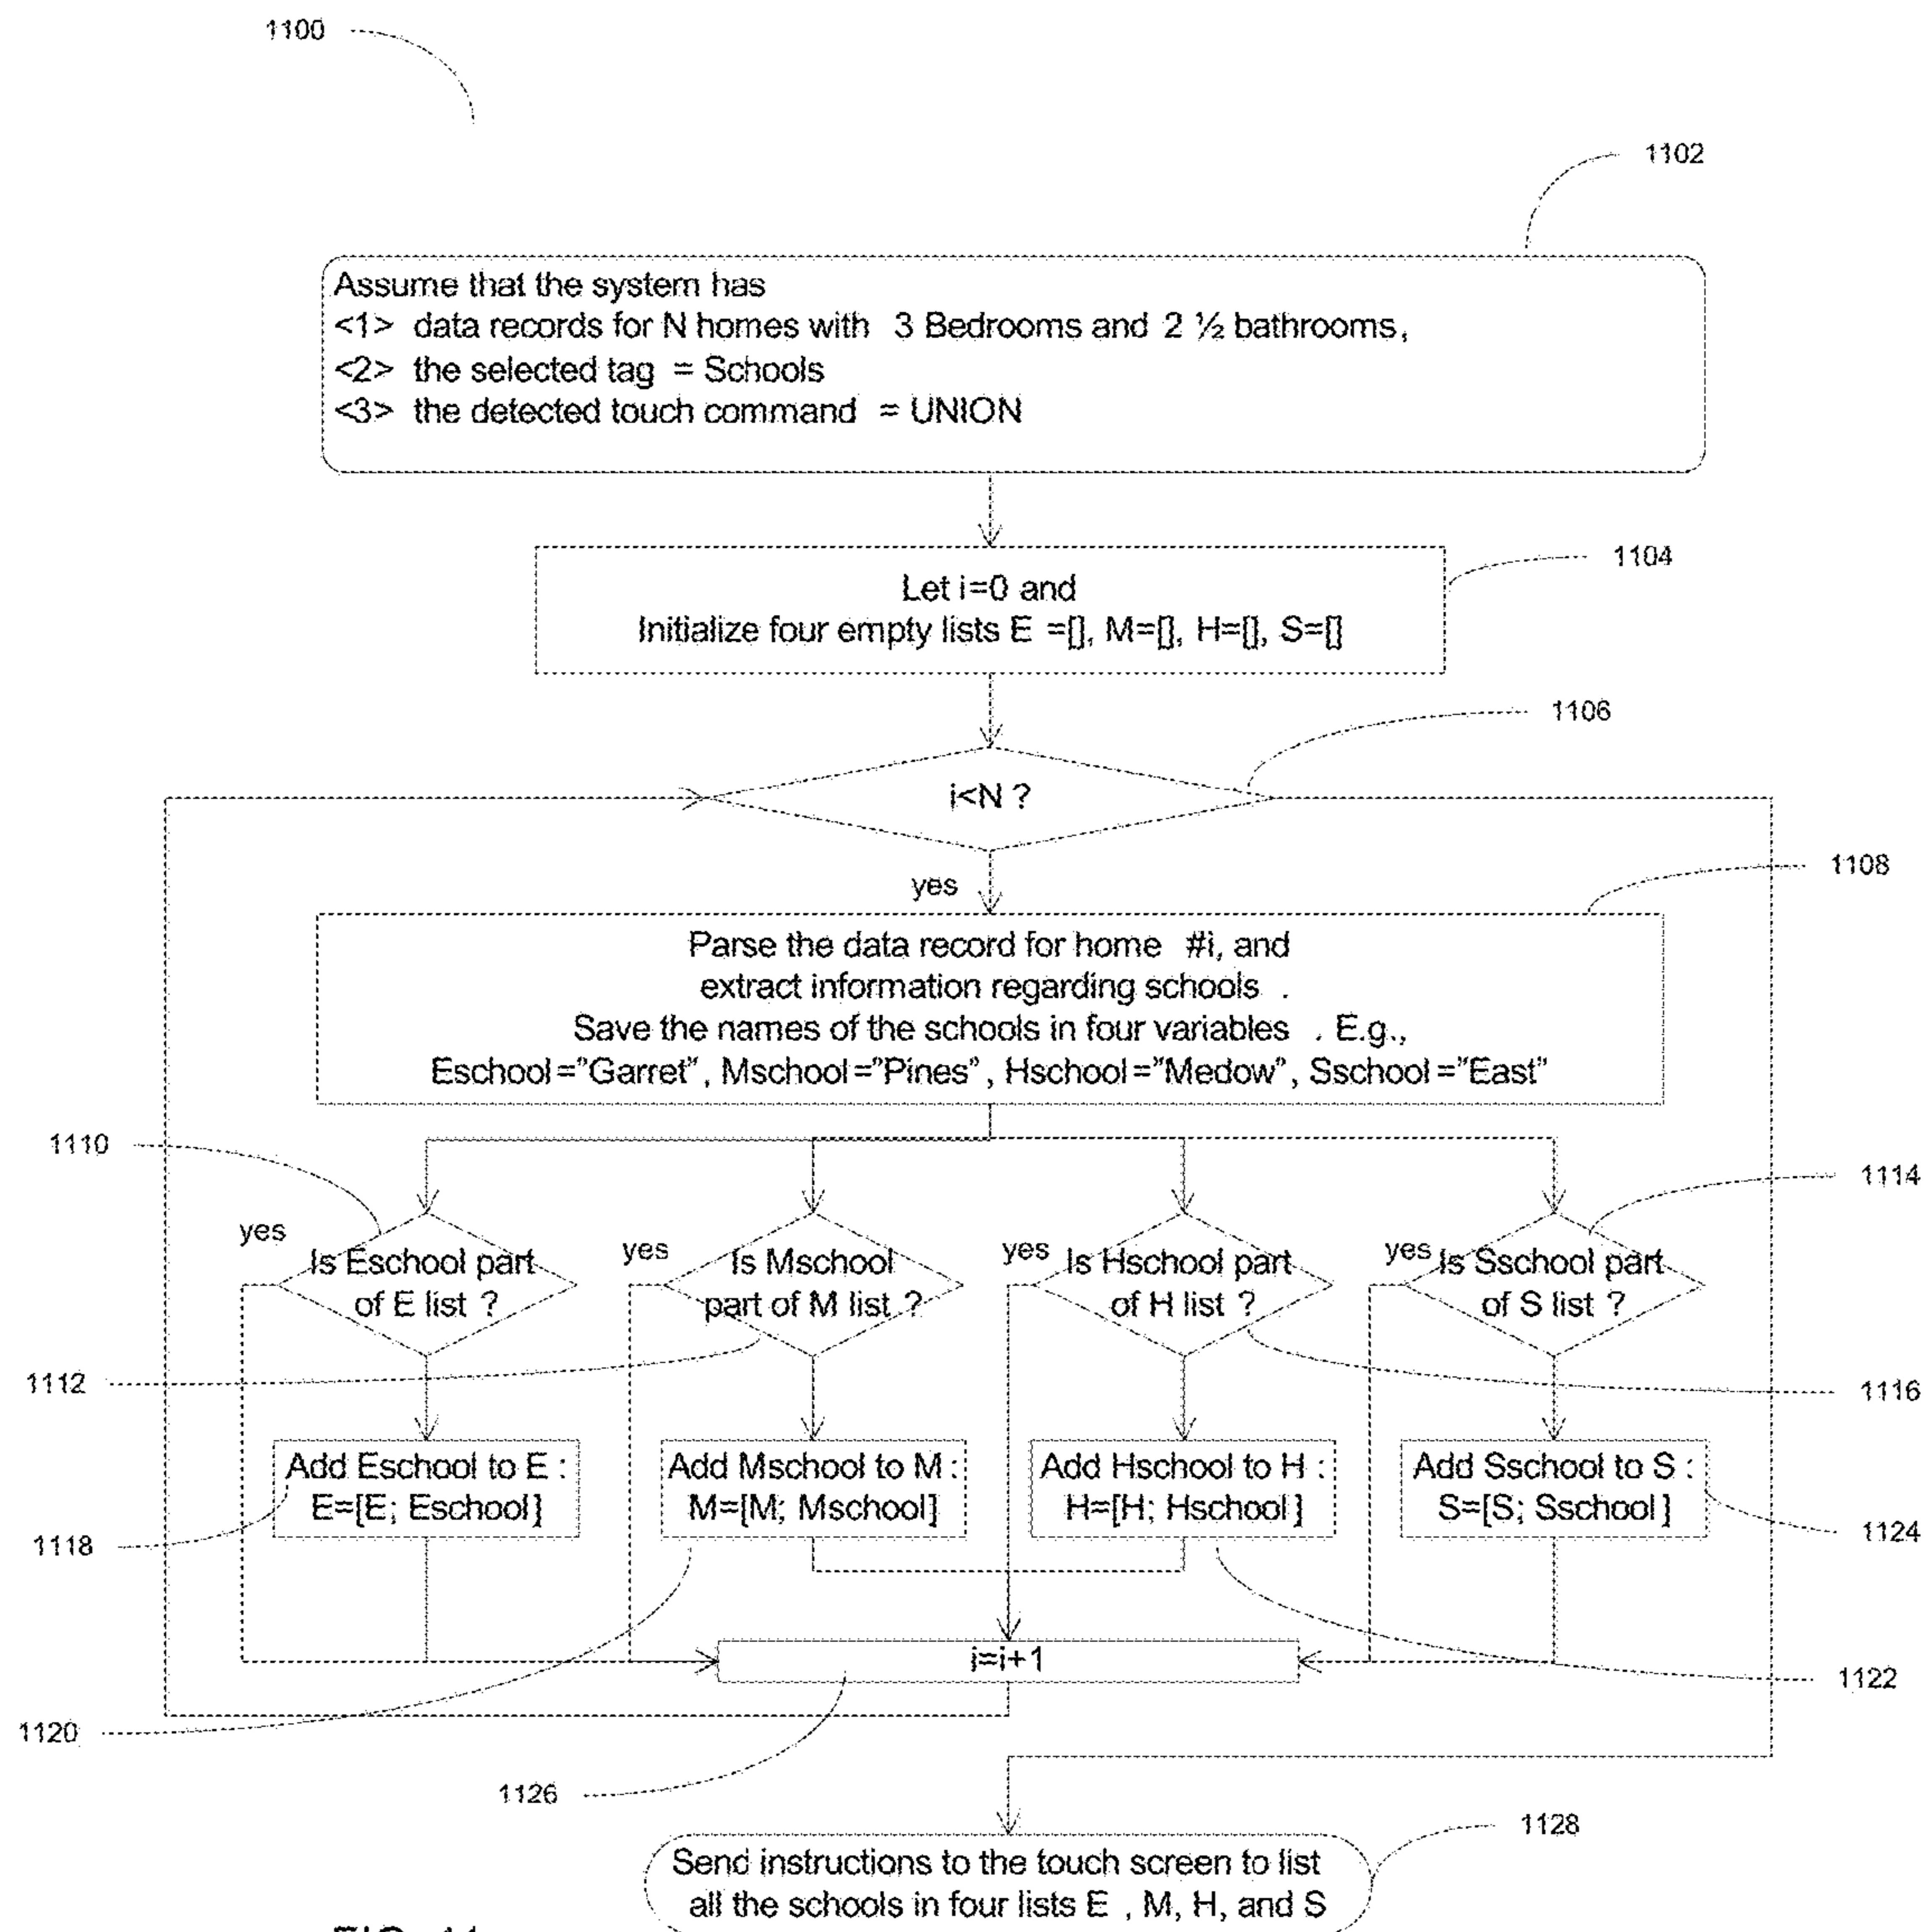 1100
1102
Assume that the system has
<1> data records for N homes with 3 Bedrooms and 2 ½ bathrooms,
<2> the selected tag = Schools
<3> the detected touch command = UNION
1104
Let i=0 and
Initialize four empty lists E =[], M=[], H=[], S=[]
1106
i<N ?
1108
yes
Parse the data record for home #i, and
extract information regarding schools .
Save the names of the schools in four variables . E.g.,
Eschool ="Garret", Mschool ="Pines", Hschool ="Medow", Sschool ="East"
1110
1114
yes
Is Eschool part
of E list ?
yes
Is Mschool
part of M list ?
yes
Is Hschool part
of H list ?
yes
Is Sschool part
of S list ?
1112
1116
Add Eschool to E :
E=[E; Eschool]
Add Mschool to M :
M=[M; Mschool]
Add Hschool to H :
H=[H; Hschool ]
Add Sschool to S :
S=[S; Sschool ]
1118
1124
i=i+1
1122
1120
1126
1128
Send instructions to the touch screen to list
all the schools in four lists E , M, H, and S